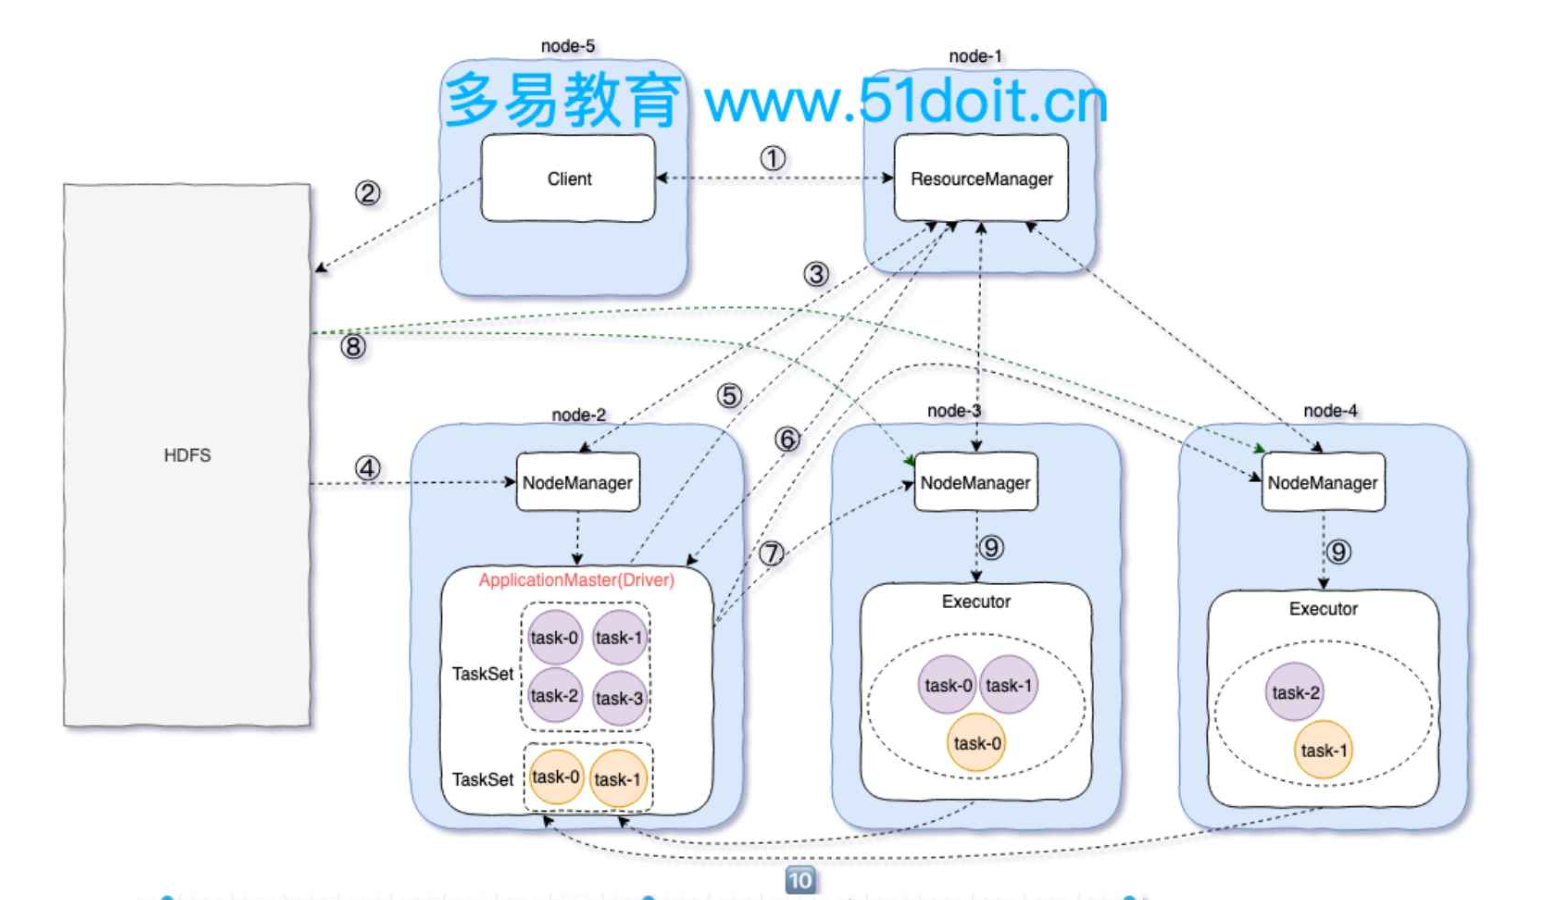 node-5
node-1
多易教育 www.51doit.cn
①
②
Client
ResourceManager
③
⑧
⑤
node-2
node-3
node-4
⑥
HDFS
④
NodeManager
NodeManager
NodeManager
⑦
⑨
⑨
ApplicationMaster(Driver)
Executor
Executor
task-0
task-1
TaskSet
task-2
task-3
task-0
task-1
task-2
task-0
task-1
TaskSet
task-0
task-1
10